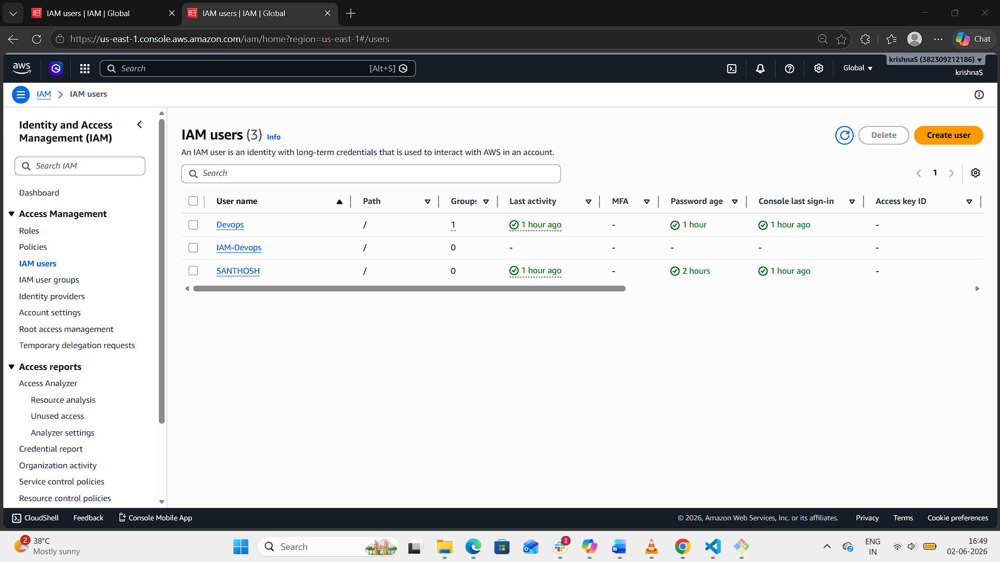 IAM users | IAM | Global
IAM users | IAM | Global
https://us-east-1.console.aws.amazon.com/iam/home?region=us-east-1#/users
Chat
aws
Search
[Alt+S]
Global
krishnaS (382309212186)
krishnaS
IAM
IAM users
Identity and Access
Management (IAM)
Search IAM
Dashboard
Access Management
Roles
Policies
IAM users
IAM user groups
Identity providers
Account settings
Root access management
Temporary delegation requests
Access reports
Access Analyzer
Resource analysis
Unused access
Analyzer settings
Credential report
Organization activity
Service control policies
Resource control policies
IAM users (3) Info
Delete
Create user
An IAM user is an identity with long-term credentials that is used to interact with AWS in an account.
Search
1
User name Path Groups Last activity MFA Password age Console last sign-in Access key ID
Devops / 1 1 hour ago - 1 hour 1 hour ago -
IAM-Devops / 0 - - - - -
SANTHOSH / 0 1 hour ago - 2 hours 1 hour ago -
CloudShell Feedback Console Mobile App
© 2026, Amazon Web Services, Inc. or its affiliates. Privacy Terms Cookie preferences
2
38°C
Mostly sunny
Search
1
ENG
IN
16:49
02-06-2026